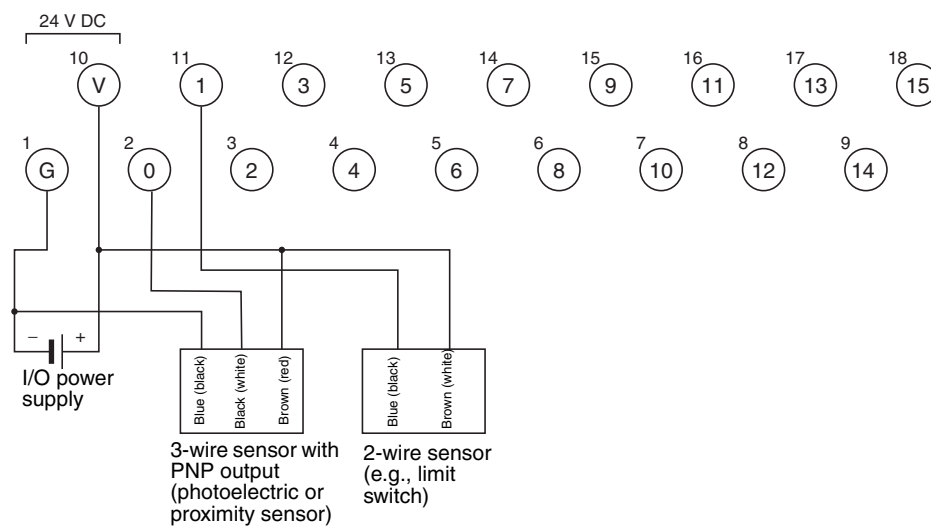 24 V DC
10 11 12 13 14 15 16 17 18
V 1 3 5 7 9 11 13 15
1 2 3 4 5 6 7 8 9
G 0 2 4 6 8 10 12 14
− +
I/O power
supply
Blue (black)
Black (white)
Brown (red)
Blue (black)
Brown (white)
3-wire sensor with
PNP output
(photoelectric or
proximity sensor)
2-wire sensor
(e.g., limit
switch)